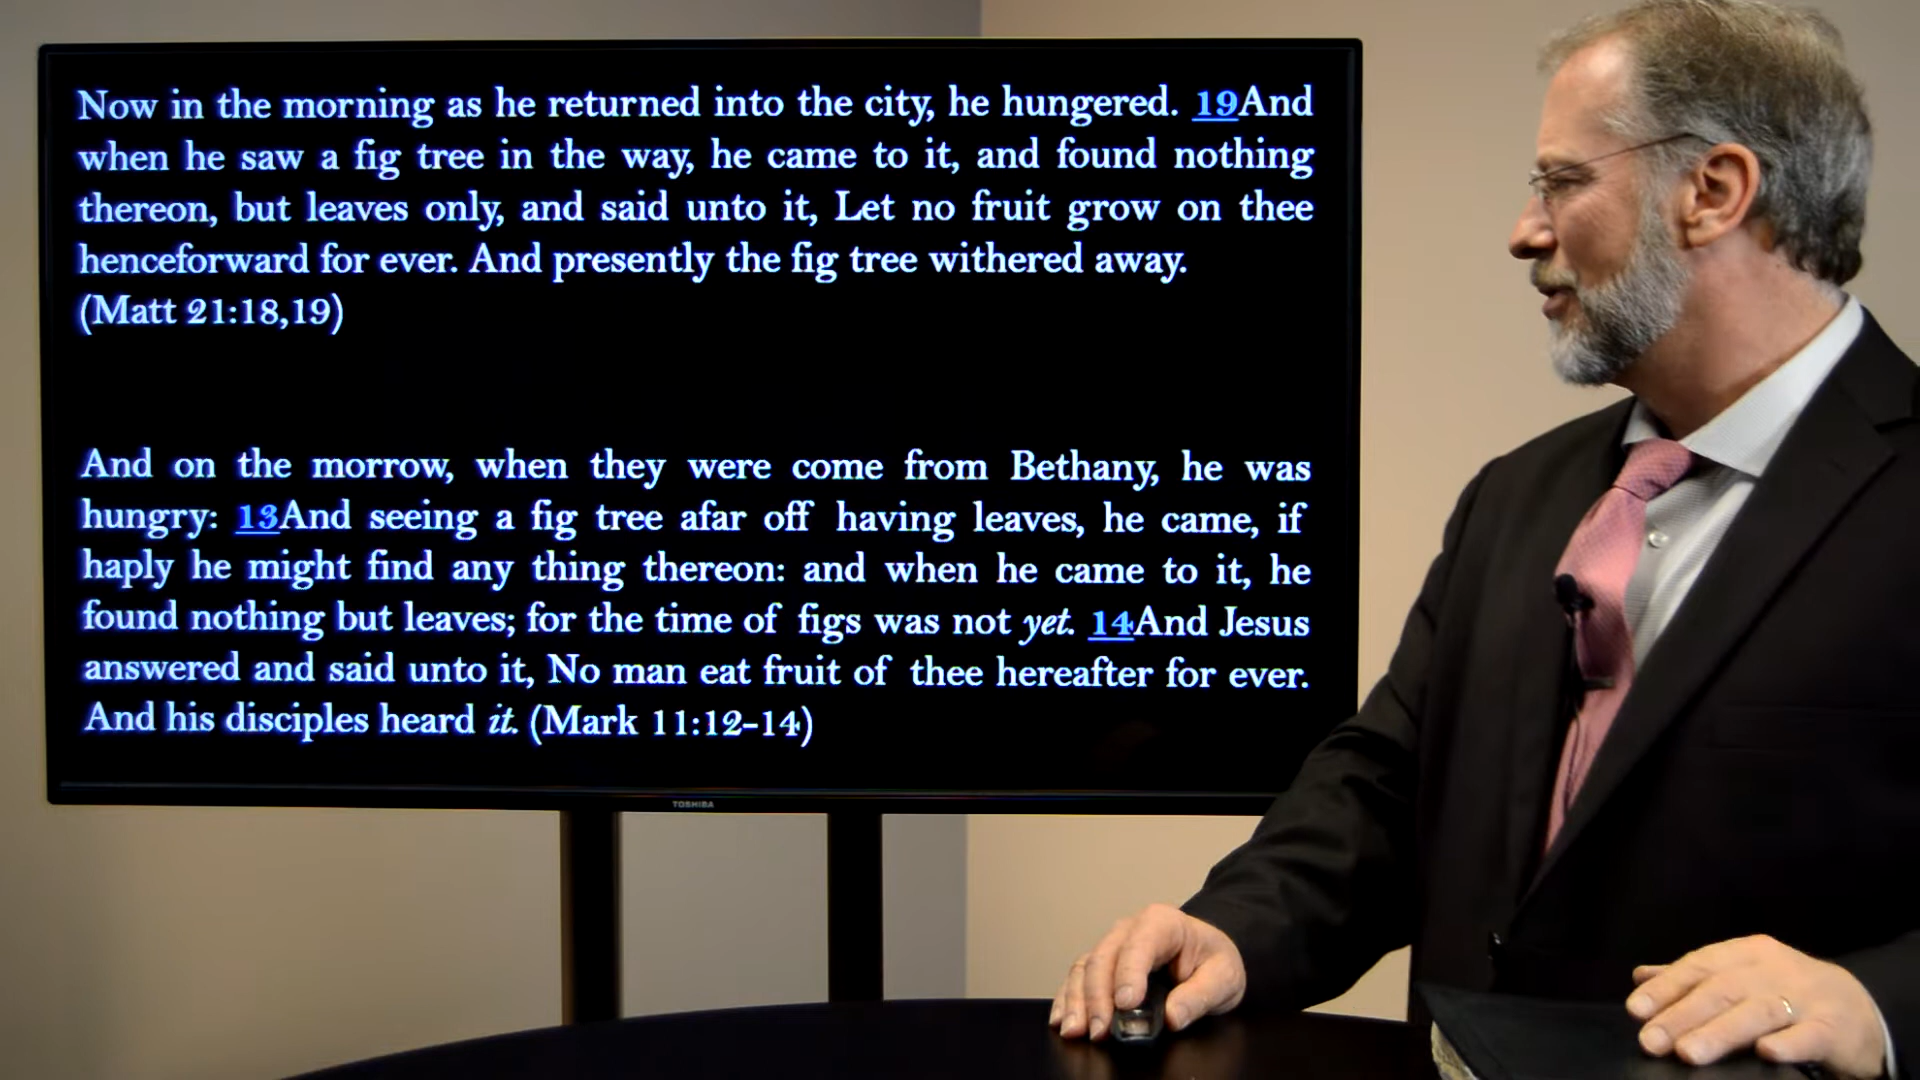 Now in the morning as he returned into the city, he hungered. 19And
when he saw a fig tree in the way, he came to it, and found nothing
thereon, but leaves only, and said unto it, Let no fruit grow on thee
henceforward for ever. And presently the fig tree withered away.
(Matt 21:18,19)
And on the morrow, when they were come from Bethany, he was
hungry: 13And seeing a fig tree afar off having leaves, he came, if
haply he might find any thing thereon: and when he came to it, he
found nothing but leaves; for the time of figs was not yet. 14And Jesus
answered and said unto it, No man eat fruit of thee hereafter for ever.
And his disciples heard it. (Mark 11:12-14)
TOSHIBA